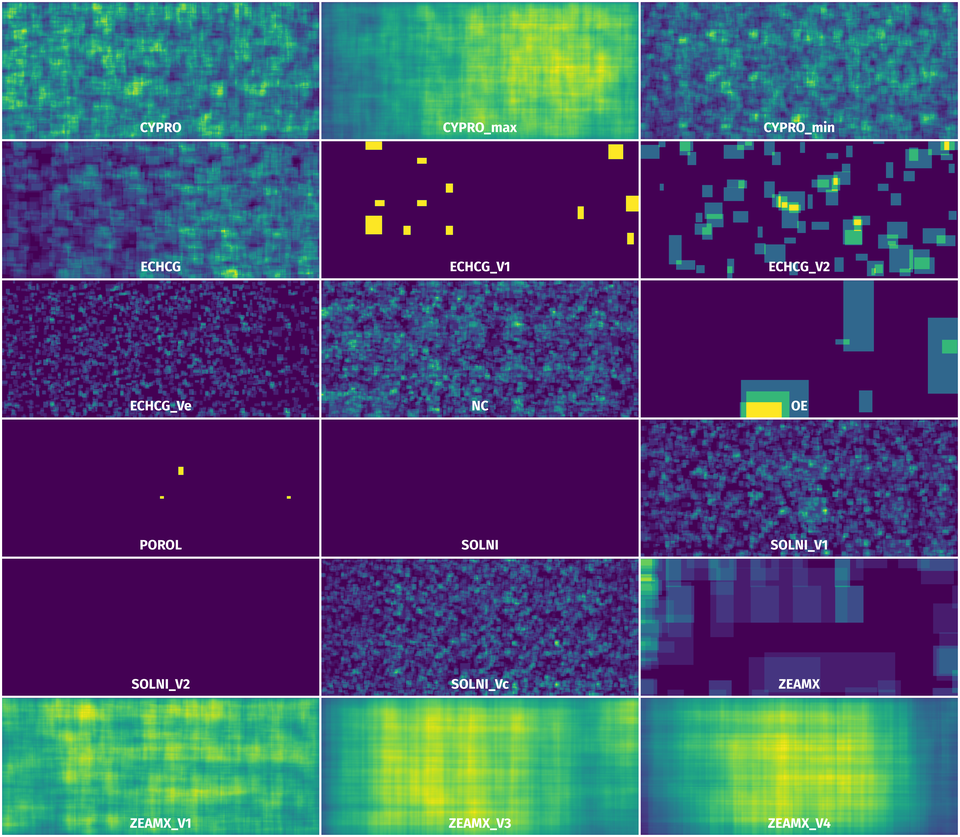 CYPRO
CYPRO_max
CYPRO_min
ECHCG
ECHCG_V1
ECHCG_V2
ECHCG_Ve
NC
OE
POROL
SOLNI
SOLNI_V1
SOLNI_V2
SOLNI_Vc
ZEAMX
ZEAMX_V1
ZEAMX_V3
ZEAMX_V4